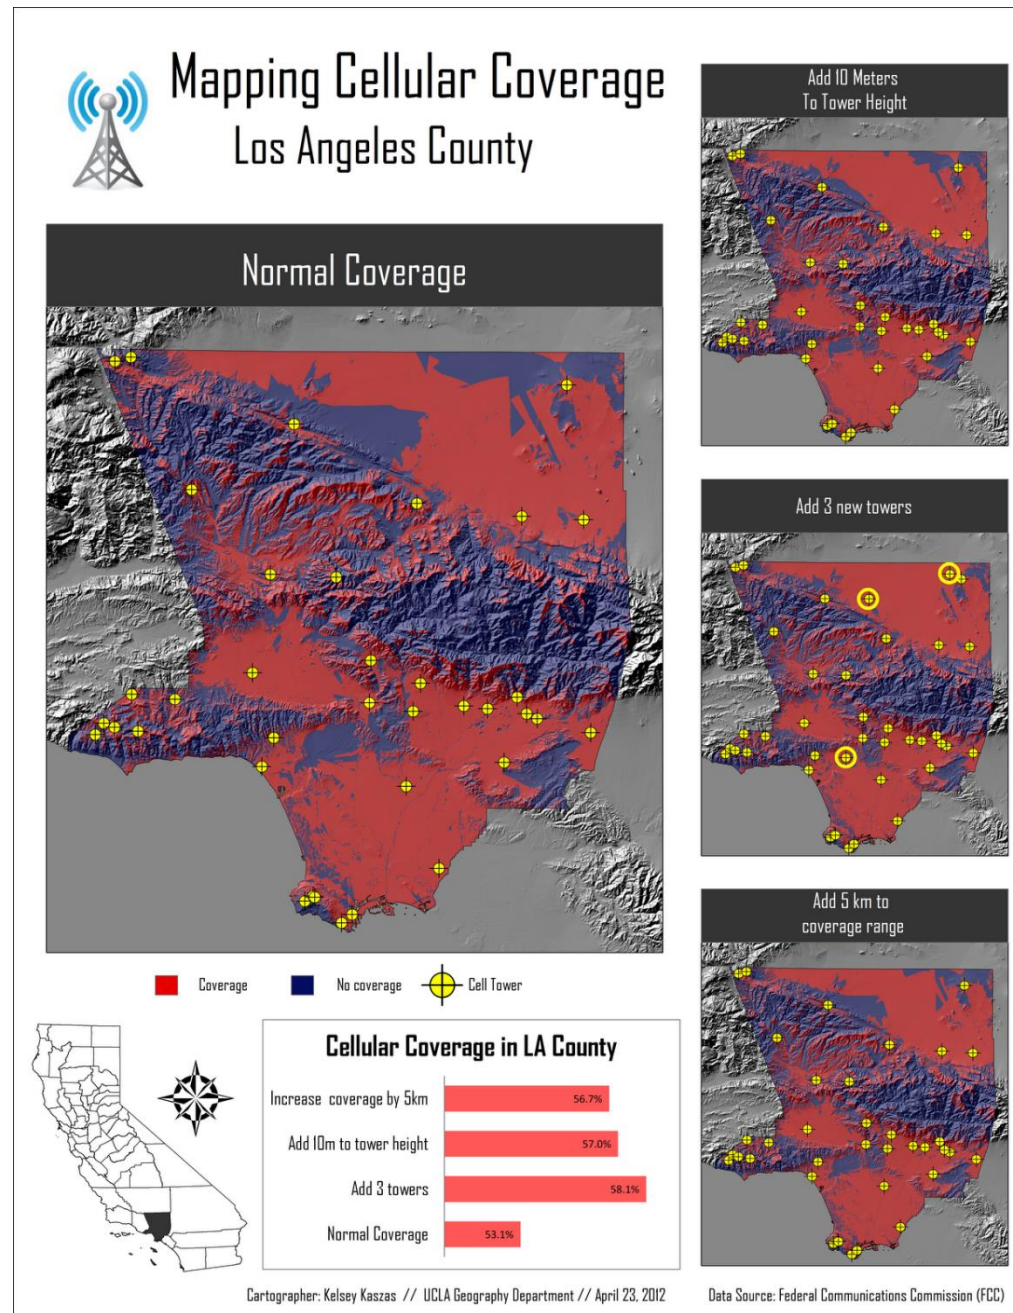 Mapping Cellular Coverage
Los Angeles County
Normal Coverage
Add 10 Meters
To Tower Height
Add 3 new towers
Add 5 km to
coverage range
Coverage
No coverage
Cell Tower
Cellular Coverage in LA County
Increase coverage by 5km
56.7%
Add 10m to tower height
57.0%
Add 3 towers
58.1%
Normal Coverage
53.1%
Cartographer: Kelsey Kaszas // UCLA Geography Department // April 23, 2012
Data Source: Federal Communications Commission (FCC)